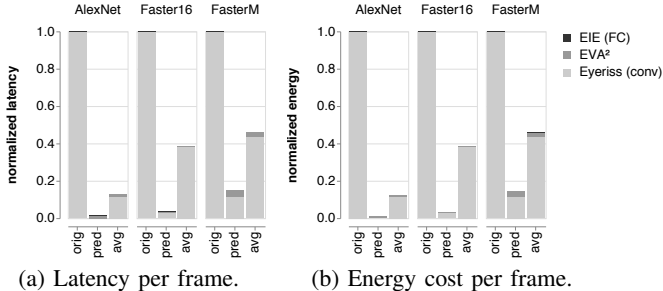 AlexNet Faster16 FasterM
1.0
0.8
0.6
0.4
0.2
0.0
normalized latency
orig pred avg orig pred avg orig pred avg
(a) Latency per frame.
AlexNet Faster16 FasterM
1.0
0.8
0.6
0.4
0.2
0.0
normalized energy
orig pred avg orig pred avg orig pred avg
(b) Energy cost per frame.
EIE (FC)
EVA²
Eyeriss (conv)